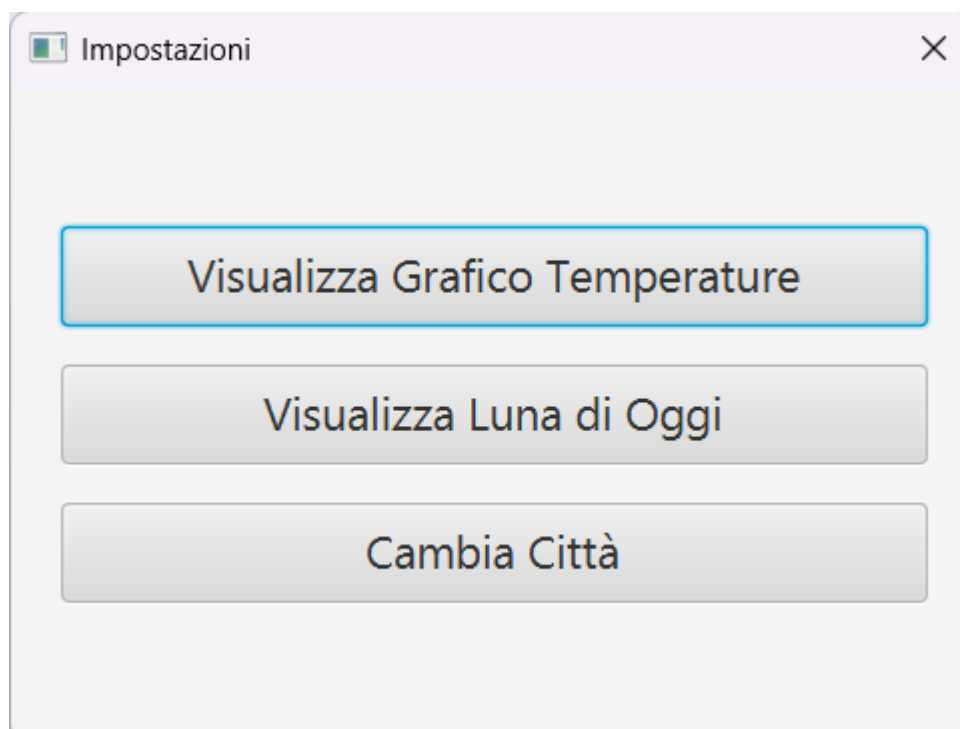 Impostazioni
Visualizza Grafico Temperature
Visualizza Luna di Oggi
Cambia Città